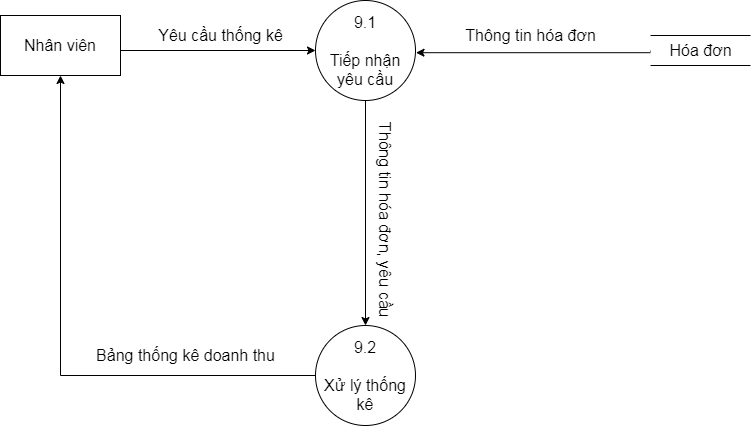 9.1
Nhân viên
Yêu cầu thống kê
Thông tin hóa đơn
Hóa đơn
Tiếp nhận
yêu cầu
Thông tin hóa đơn, yêu cầu
9.2
Bảng thống kê doanh thu
Xử lý thống
kê